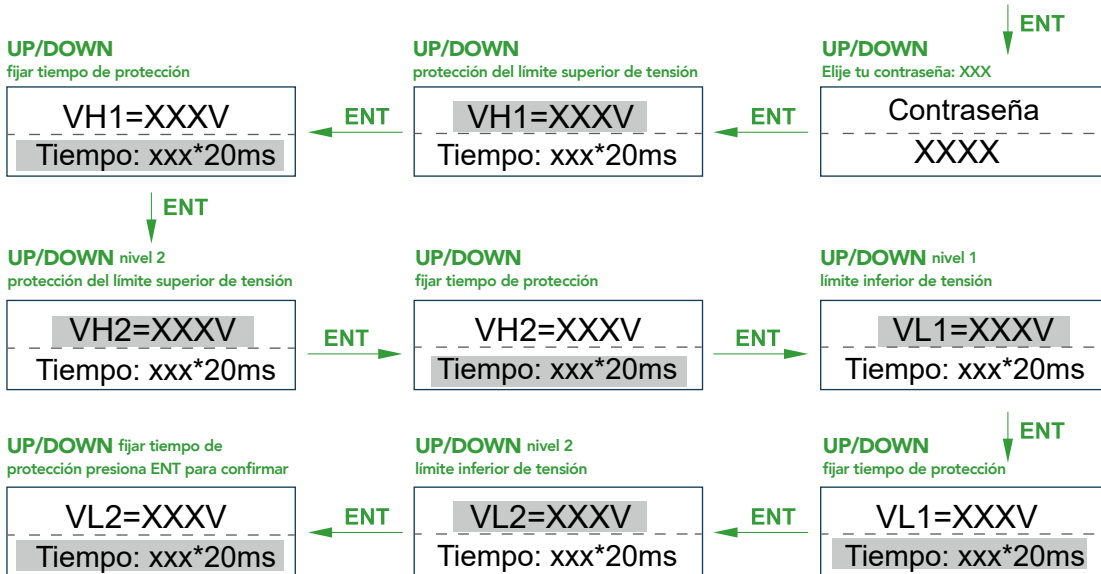 ENT
UP/DOWN
Elije tu contraseña: XXX
Contraseña
XXXX
ENT
UP/DOWN
protección del límite superior de tensión
VH1=XXXV
Tiempo: xxx*20ms
ENT
UP/DOWN
fijar tiempo de protección
VH1=XXXV
Tiempo: xxx*20ms
ENT
UP/DOWN nivel 2
protección del límite superior de tensión
VH2=XXXV
Tiempo: xxx*20ms
ENT
UP/DOWN
fijar tiempo de protección
VH2=XXXV
Tiempo: xxx*20ms
ENT
UP/DOWN nivel 1
límite inferior de tensión
VL1=XXXV
Tiempo: xxx*20ms
ENT
UP/DOWN
fijar tiempo de protección
VL1=XXXV
Tiempo: xxx*20ms
ENT
UP/DOWN nivel 2
límite inferior de tensión
VL2=XXXV
Tiempo: xxx*20ms
ENT
UP/DOWN fijar tiempo de
protección presiona ENT para confirmar
VL2=XXXV
Tiempo: xxx*20ms